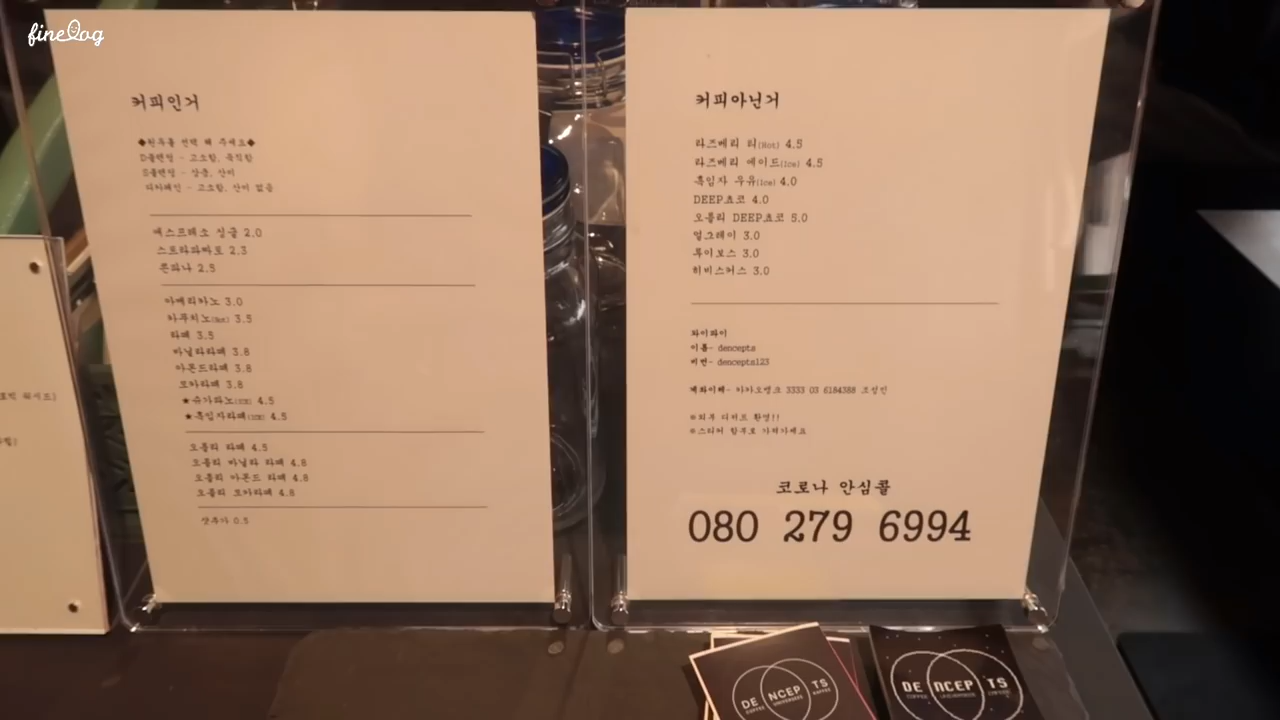 fineLog
커피인거
◆원두를 선택 해 주세요◆
D블렌딩 - 고소함, 묵직함
S블렌딩 - 상큼, 산미
디카페인 - 고소함, 산미 없음
에스프레소 싱글 2.0
스트라파짜토 2.3
콘파나 2.5
아메리카노 3.0
카푸치노(Hot) 3.5
라떼 3.5
바닐라라떼 3.8
아몬드라떼 3.8
모카라떼 3.8
★슈가라노(ICE) 4.5
★흑임자라떼(ICE) 4.5
오틀리 라떼 4.5
오틀리 바닐라 라떼 4.8
오틀리 아몬드 라떼 4.8
오틀리 모카라떼 4.8
샷추가 0.5
커피아닌거
라즈베리 티(Hot) 4.5
라즈베리 에이드(Ice) 4.5
흑임자 우유(Ice) 4.0
DEEP쵸코 4.0
오틀리 DEEP쵸코 5.0
얼그레이 3.0
루이보스 3.0
히비스커스 3.0
와이파이
이름- dencepts
비번- dencepts123
계좌이체- 카카오뱅크 3333 03 6184388 조성민
※외부 디저트 환영!!
※스티커 함부로 가져가세요
코로나 안심콜
080 279 6994
DE NCEP TS
COFFEE UNIVERSE COFFEE
DE NCEP TS
COFFEE